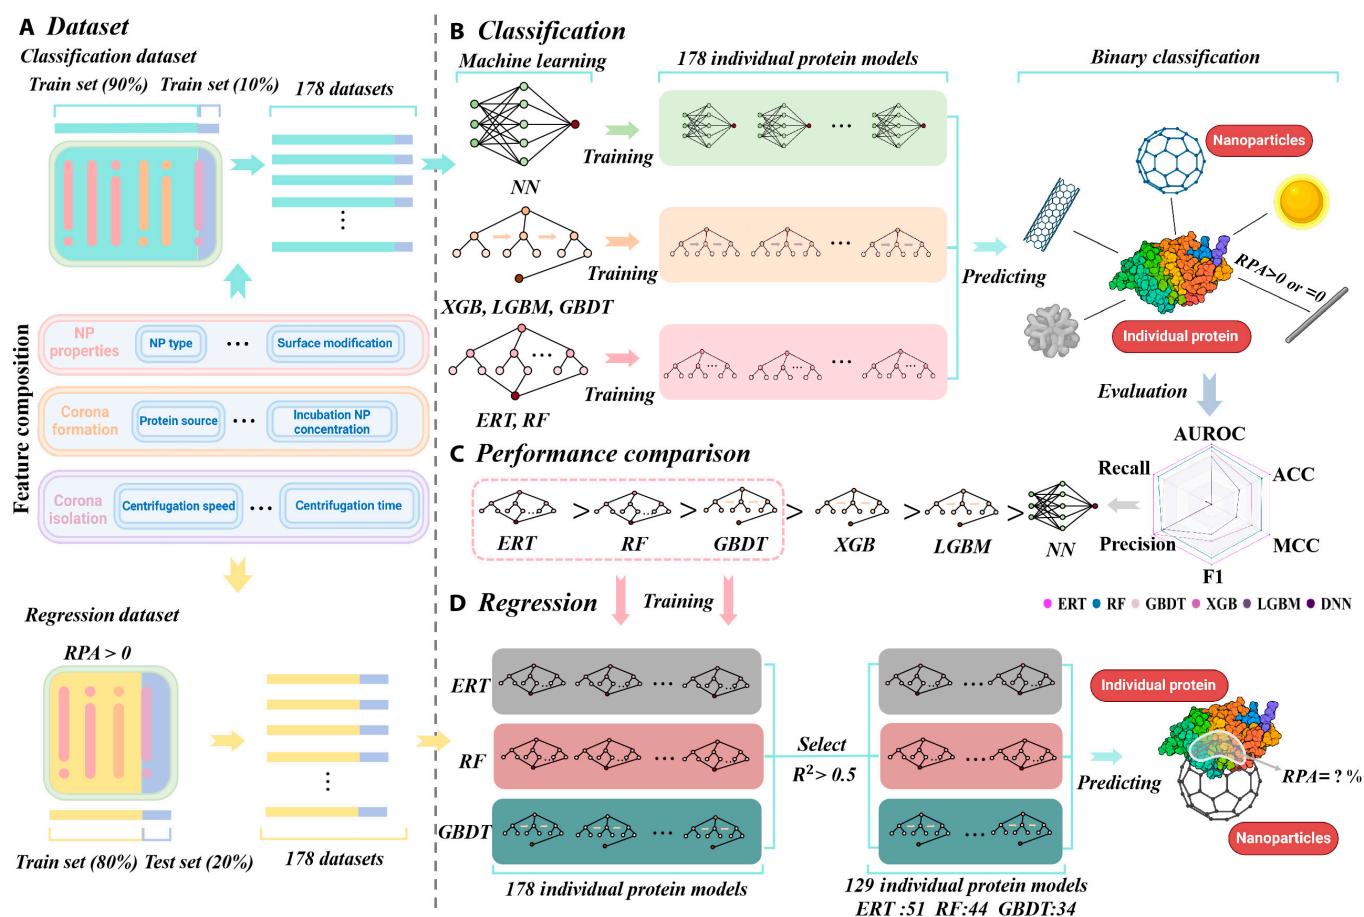 A Dataset
Classification dataset
Train set (90%) Train set (10%)
178 datasets
Feature composition
NP properties
NP type
Surface modification
Corona formation
Protein source
Incubation NP concentration
Corona isolation
Centrifugation speed
Centrifugation time
Regression dataset
RPA > 0
Train set (80%) Test set (20%)
178 datasets
B Classification
Machine learning
178 individual protein models
Binary classification
NN
Training
XGB, LGBM, GBDT
Training
ERT, RF
Training
Predicting
Nanoparticles
RPA>0 or =0
Individual protein
Evaluation
AUROC
ACC
MCC
F1
Precision
Recall
ERT RF GBDT XGB LGBM DNN
C Performance comparison
ERT > RF > GBDT > XGB > LGBM > NN
D Regression
Training
ERT
RF
GBDT
178 individual protein models
Select
R²> 0.5
129 individual protein models
ERT :51 RF:44 GBDT:34
Predicting
Individual protein
RPA= ? %
Nanoparticles